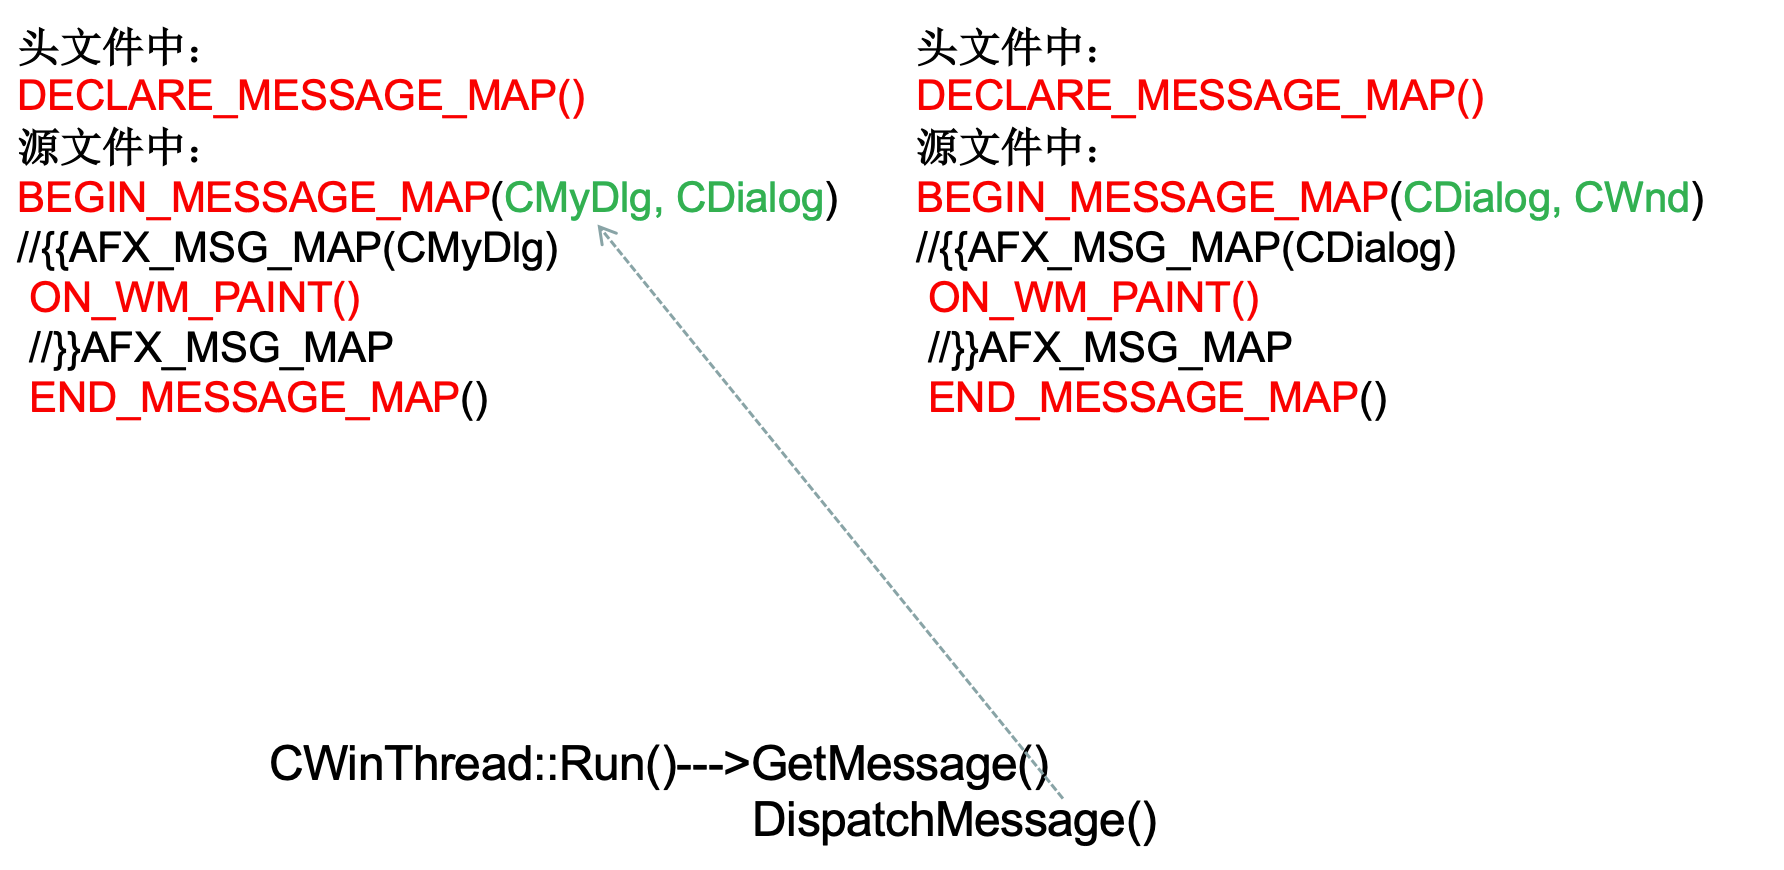 头文件中：
DECLARE_MESSAGE_MAP()
源文件中：
BEGIN_MESSAGE_MAP(CMyDlg, CDialog)
//{{AFX_MSG_MAP(CMyDlg)
ON_WM_PAINT()
//}}AFX_MSG_MAP
END_MESSAGE_MAP()
头文件中：
DECLARE_MESSAGE_MAP()
源文件中：
BEGIN_MESSAGE_MAP(CDialog, CWnd)
//{{AFX_MSG_MAP(CDialog)
ON_WM_PAINT()
//}}AFX_MSG_MAP
END_MESSAGE_MAP()
CWinThread::Run()--->GetMessage()
DispatchMessage()